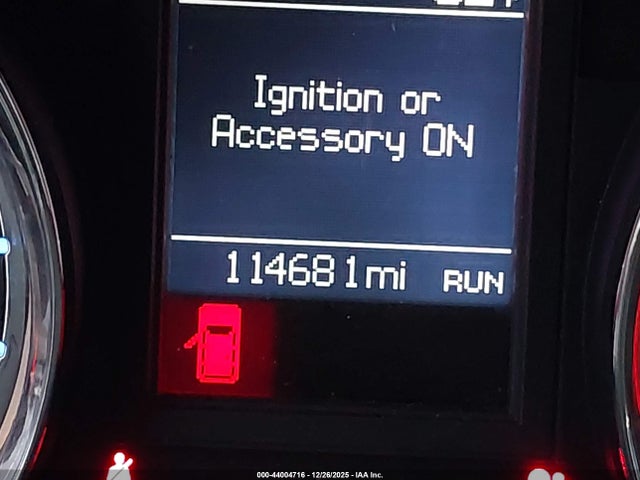 Ignition or
Accessory ON
114681mi RUN
000-44004716 - 12/26/2025 - IAA Inc.